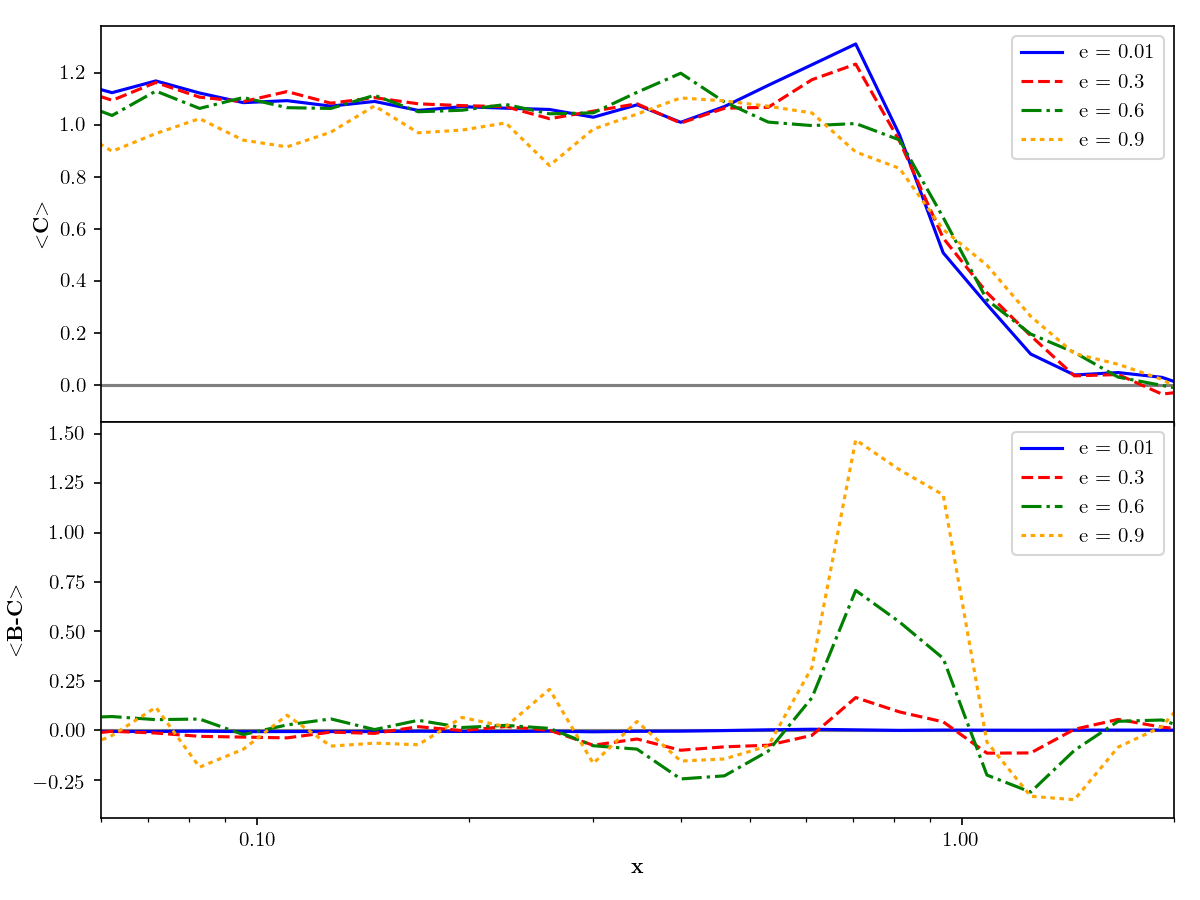 1.2
1.0
0.8
0.6
0.4
0.2
0.0
<C>
e = 0.01
e = 0.3
e = 0.6
e = 0.9
1.50
1.25
1.00
0.75
0.50
0.25
0.00
−0.25
<B-C>
e = 0.01
e = 0.3
e = 0.6
e = 0.9
0.10 1.00
x